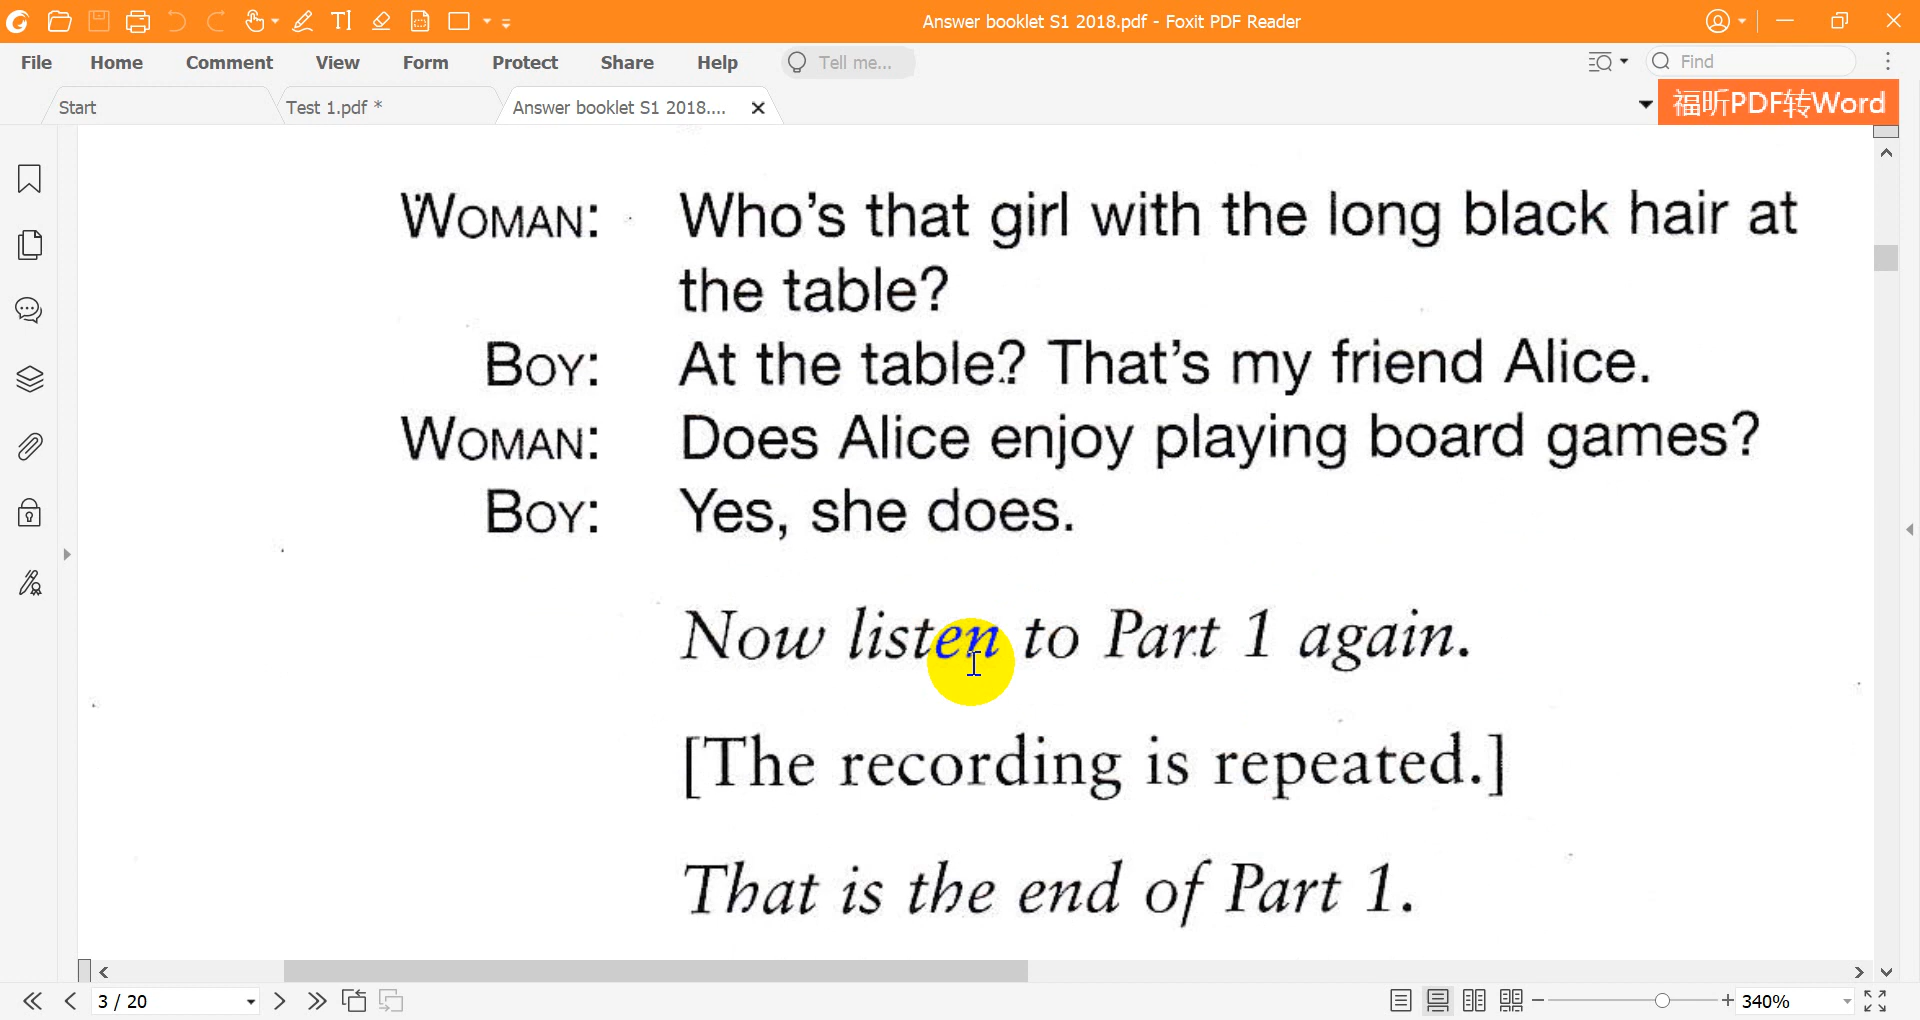 Answer booklet S1 2018.pdf - Foxit PDF Reader
File Home Comment View Form Protect Share Help Tell me... Find
Start Test 1.pdf * Answer booklet S1 2018.... 福昕PDF转Word
WOMAN: Who's that girl with the long black hair at
the table?
BOY: At the table? That's my friend Alice.
WOMAN: Does Alice enjoy playing board games?
BOY: Yes, she does.
Now listen to Part 1 again.
[The recording is repeated.]
That is the end of Part 1.
3 / 20 340%